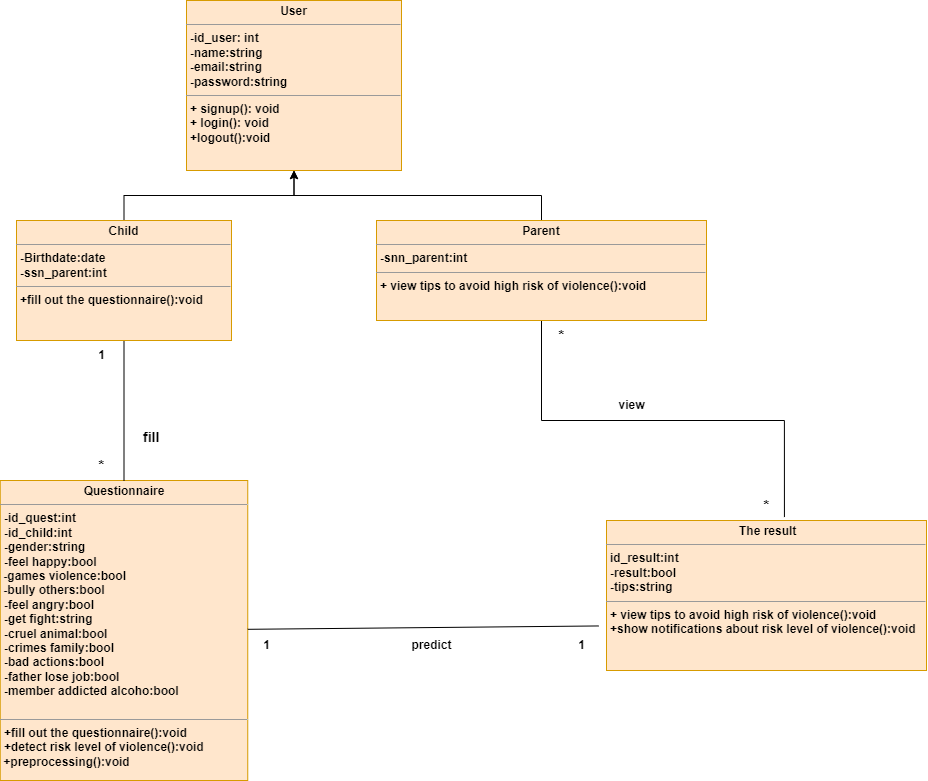 User
-id_user: int
-name:string
-email:string
-password:string
+ signup(): void
+ login(): void
+logout():void
Child
-Birthdate:date
-ssn_parent:int
+fill out the questionnaire():void
Parent
-snn_parent:int
+ view tips to avoid high risk of violence():void
1
*
view
fill
*
*
Questionnaire
-id_quest:int
-id_child:int
-gender:string
-feel happy:bool
-games violence:bool
-bully others:bool
-feel angry:bool
-get fight:string
-cruel animal:bool
-crimes family:bool
-bad actions:bool
-father lose job:bool
-member addicted alcoho:bool
+fill out the questionnaire():void
+detect risk level of violence():void
+preprocessing():void
1
predict
1
The result
id_result:int
-result:bool
-tips:string
+ view tips to avoid high risk of violence():void
+show notifications about risk level of violence():void